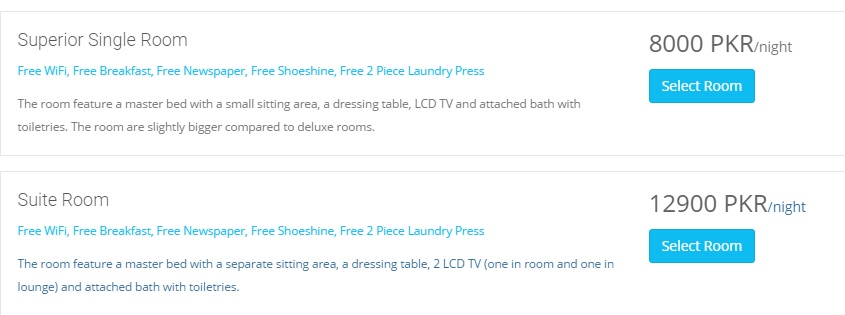 Superior Single Room
8000 PKR/night
Free WiFi, Free Breakfast, Free Newspaper, Free Shoeshine, Free 2 Piece Laundry Press
Select Room
The room feature a master bed with a small sitting area, a dressing table, LCD TV and attached bath with
toiletries. The room are slightly bigger compared to deluxe rooms.
Suite Room
12900 PKR/night
Free WiFi, Free Breakfast, Free Newspaper, Free Shoeshine, Free 2 Piece Laundry Press
Select Room
The room feature a master bed with a separate sitting area, a dressing table, 2 LCD TV (one in room and one in
lounge) and attached bath with toiletries.